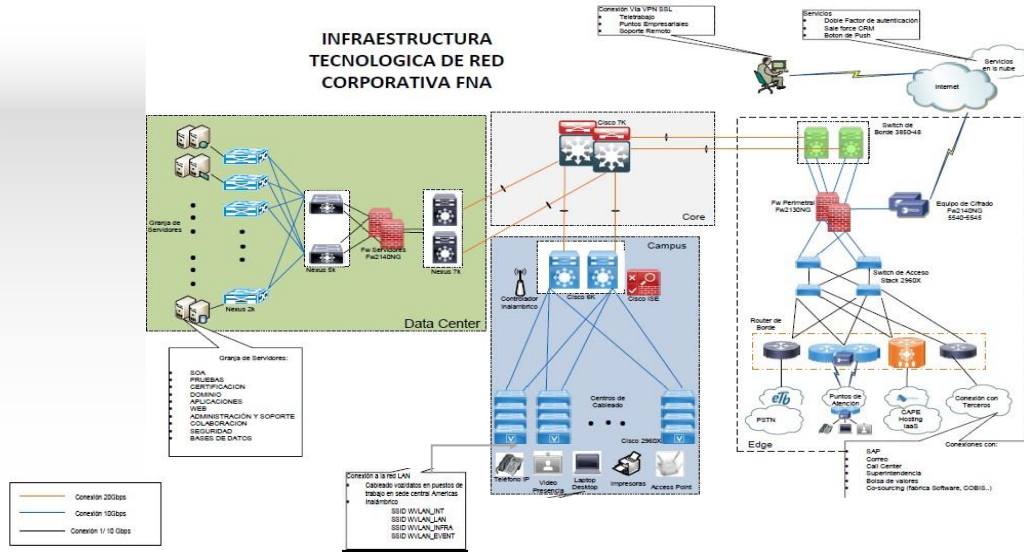 INFRAESTRUCTURA
TECNOLOGICA DE RED
CORPORATIVA FNA
Conexión Vía VPN SSL
Teletrabajo
Puntos Empresariales
Soporte Remoto
Servicios
Doble Factor de autenticación
Sale force CRM
Boton de Push
Servicios
en la nube
Internet
Granja de
Servidores
Nexus 2k
Nexus 5k
Fw Servidores
Fw2140NG
Nexus 7k
Data Center
Cisco 7K
Core
Campus
Controlador
Inalambrico
Cisco 6K
Cisco ISE
Centros de
Cableado
Cisco 2960X
Teléfono IP
Video
Presencia
Laptop
Desktop
Impresoras
Access Point
Switch de
Borde 3850-48
Fw Perimetral
Fw2130NG
Equipo de Cifrado
Fw2140NG
5540-5545
Switch de Acceso
Stack 2960X
Router de
Borde
eTb
PSTN
Puntos de
Atención
CAPE
Hosting
IaaS
Conexión con
Terceros
Edge
Conexiones con:
SAP
Correo
Call Center
Superintendencia
Bolsa de valores
Co-sourcing (fabrica Software, COBIS..)
Granja de Servidores:
SOA
PRUEBAS
CERTIFICACION
DOMINIO
APLICACIONES
WEB
ADMINISTRACIÓN Y SOPORTE
COLABORACION
SEGURIDAD
BASES DE DATOS
Conexión a la red LAN
Cableado voz/datos en puestos de
trabajo en sede central Americas
Inalámbrico
SSID WVLAN_INT
SSID WVLAN_LAN
SSID WVLAN_INFRA
SSID WVLAN_EVENT
Conexión 20Gbps
Conexión 10Gbps
Conexión 1/ 10 Gbps